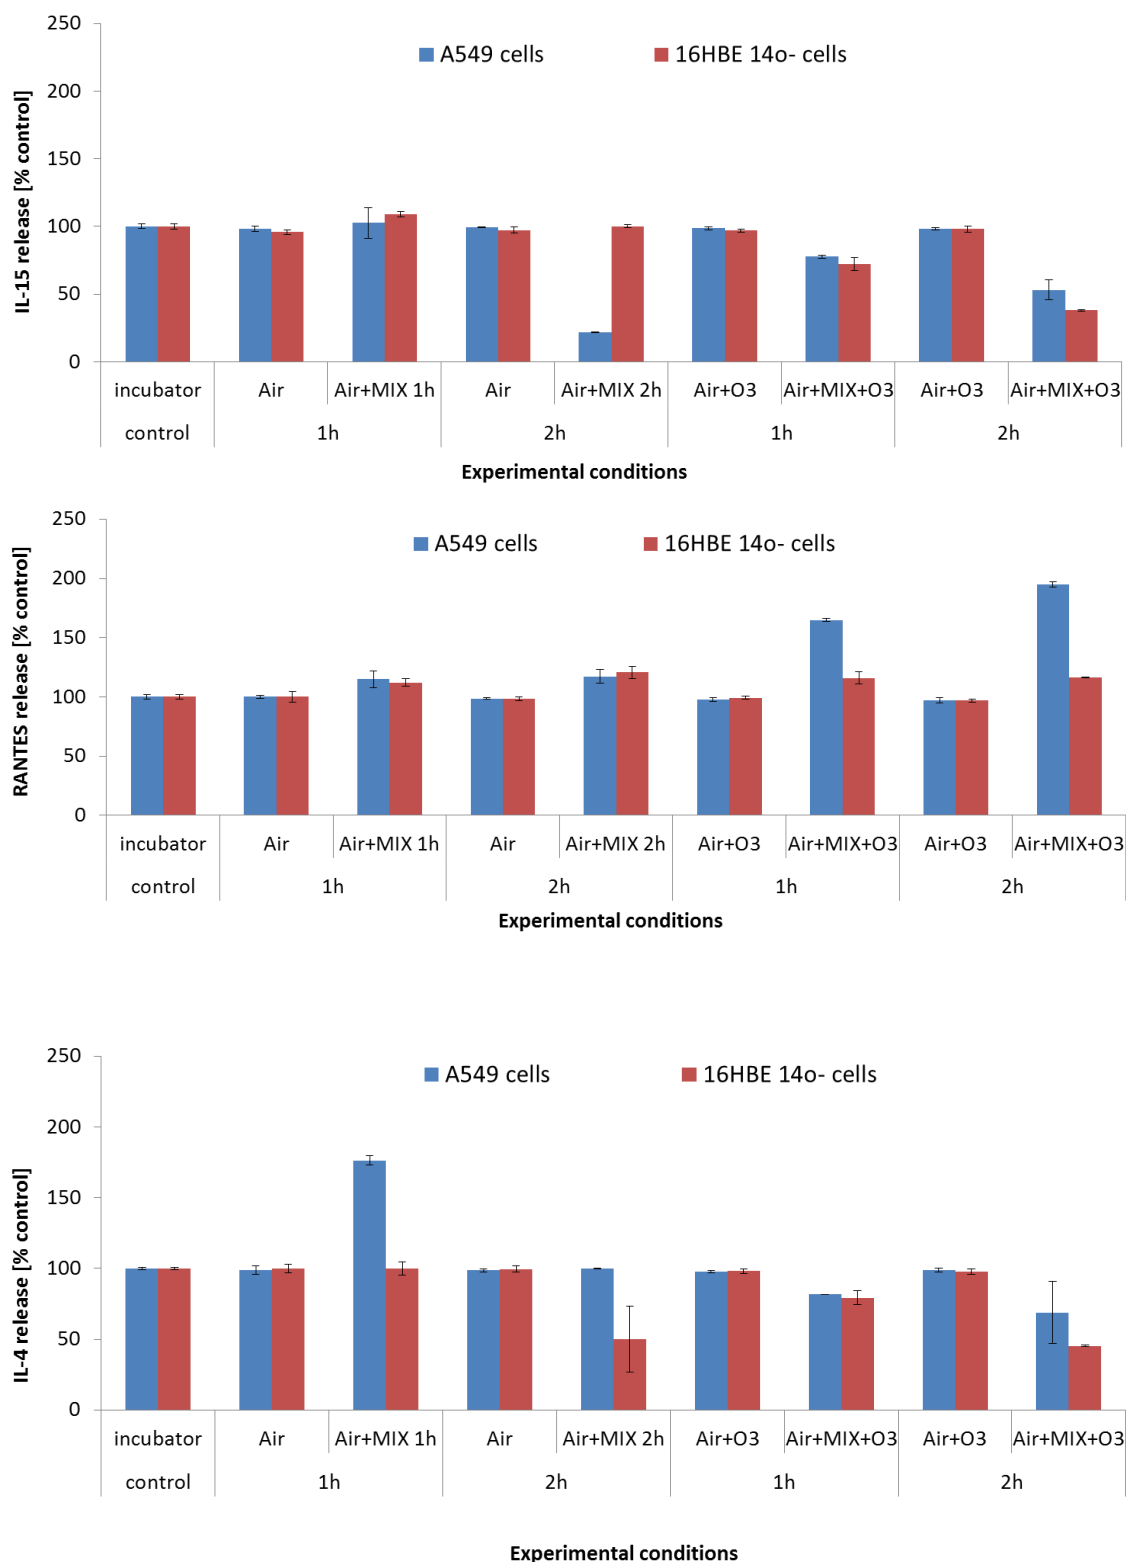 250
A549 cells 16HBE 14o- cells
200
150
100
50
0
IL-15 release [% control]
incubator Air Air+MIX 1h Air Air+MIX 2h Air+O3 Air+MIX+O3 Air+O3 Air+MIX+O3
control 1h 2h 1h 2h
Experimental conditions
250
A549 cells 16HBE 14o- cells
200
150
100
50
0
RANTES release [% control]
incubator Air Air+MIX 1h Air Air+MIX 2h Air+O3 Air+MIX+O3 Air+O3 Air+MIX+O3
control 1h 2h 1h 2h
Experimental conditions
250
A549 cells 16HBE 14o- cells
200
150
100
50
0
IL-4 release [% control]
incubator Air Air+MIX 1h Air Air+MIX 2h Air+O3 Air+MIX+O3 Air+O3 Air+MIX+O3
control 1h 2h 1h 2h
Experimental conditions